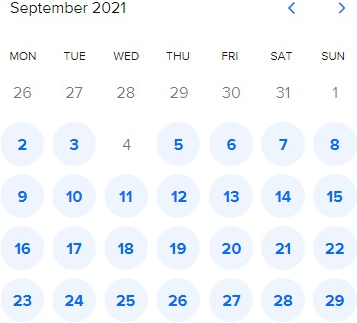 September 2021
MON TUE WED THU FRI SAT SUN
26 27 28 29 30 31 1
2 3 4 5 6 7 8
9 10 11 12 13 14 15
16 17 18 19 20 21 22
23 24 25 26 27 28 29